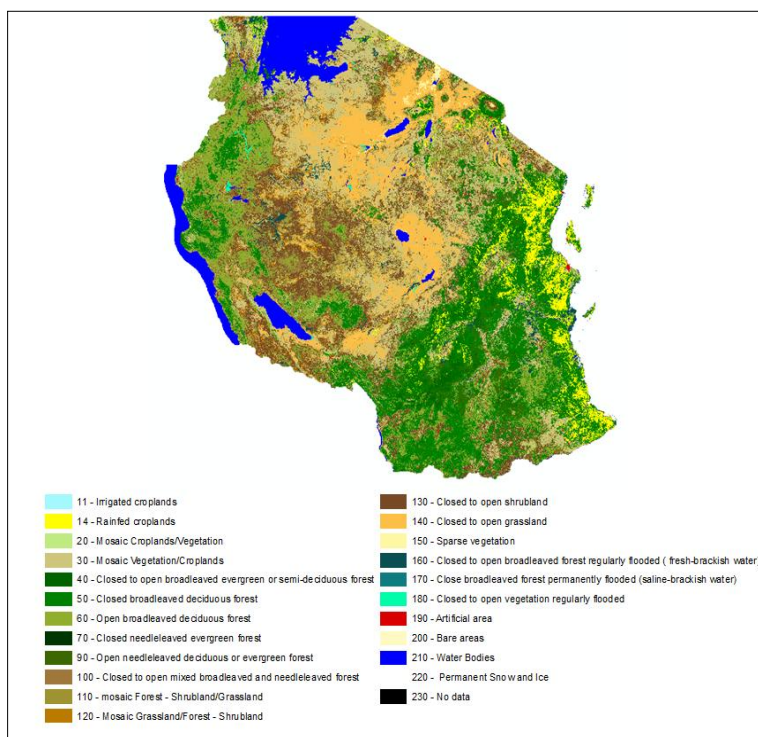 11 - Irrigated croplands
14 - Rainfed croplands
20 - Mosaic Croplands/Vegetation
30 - Mosaic Vegetation/Croplands
40 - Closed to open broadleaved evergreen or semi-deciduous forest
50 - Closed broadleaved deciduous forest
60 - Open broadleaved deciduous forest
70 - Closed needleleaved evergreen forest
90 - Open needleleaved deciduous or evergreen forest
100 - Closed to open mixed broadleaved and needleleaved forest
110 - mosaic Forest - Shrubland/Grassland
120 - Mosaic Grassland/Forest - Shrubland
130 - Closed to open shrubland
140 - Closed to open grassland
150 - Sparse vegetation
160 - Closed to open broadleaved forest regularly flooded ( fresh-brackish water)
170 - Close broadleaved forest permanently flooded (saline-brackish water)
180 - Closed to open vegetation regularly flooded
190 - Artificial area
200 - Bare areas
210 - Water Bodies
220 - Permanent Snow and Ice
230 - No data